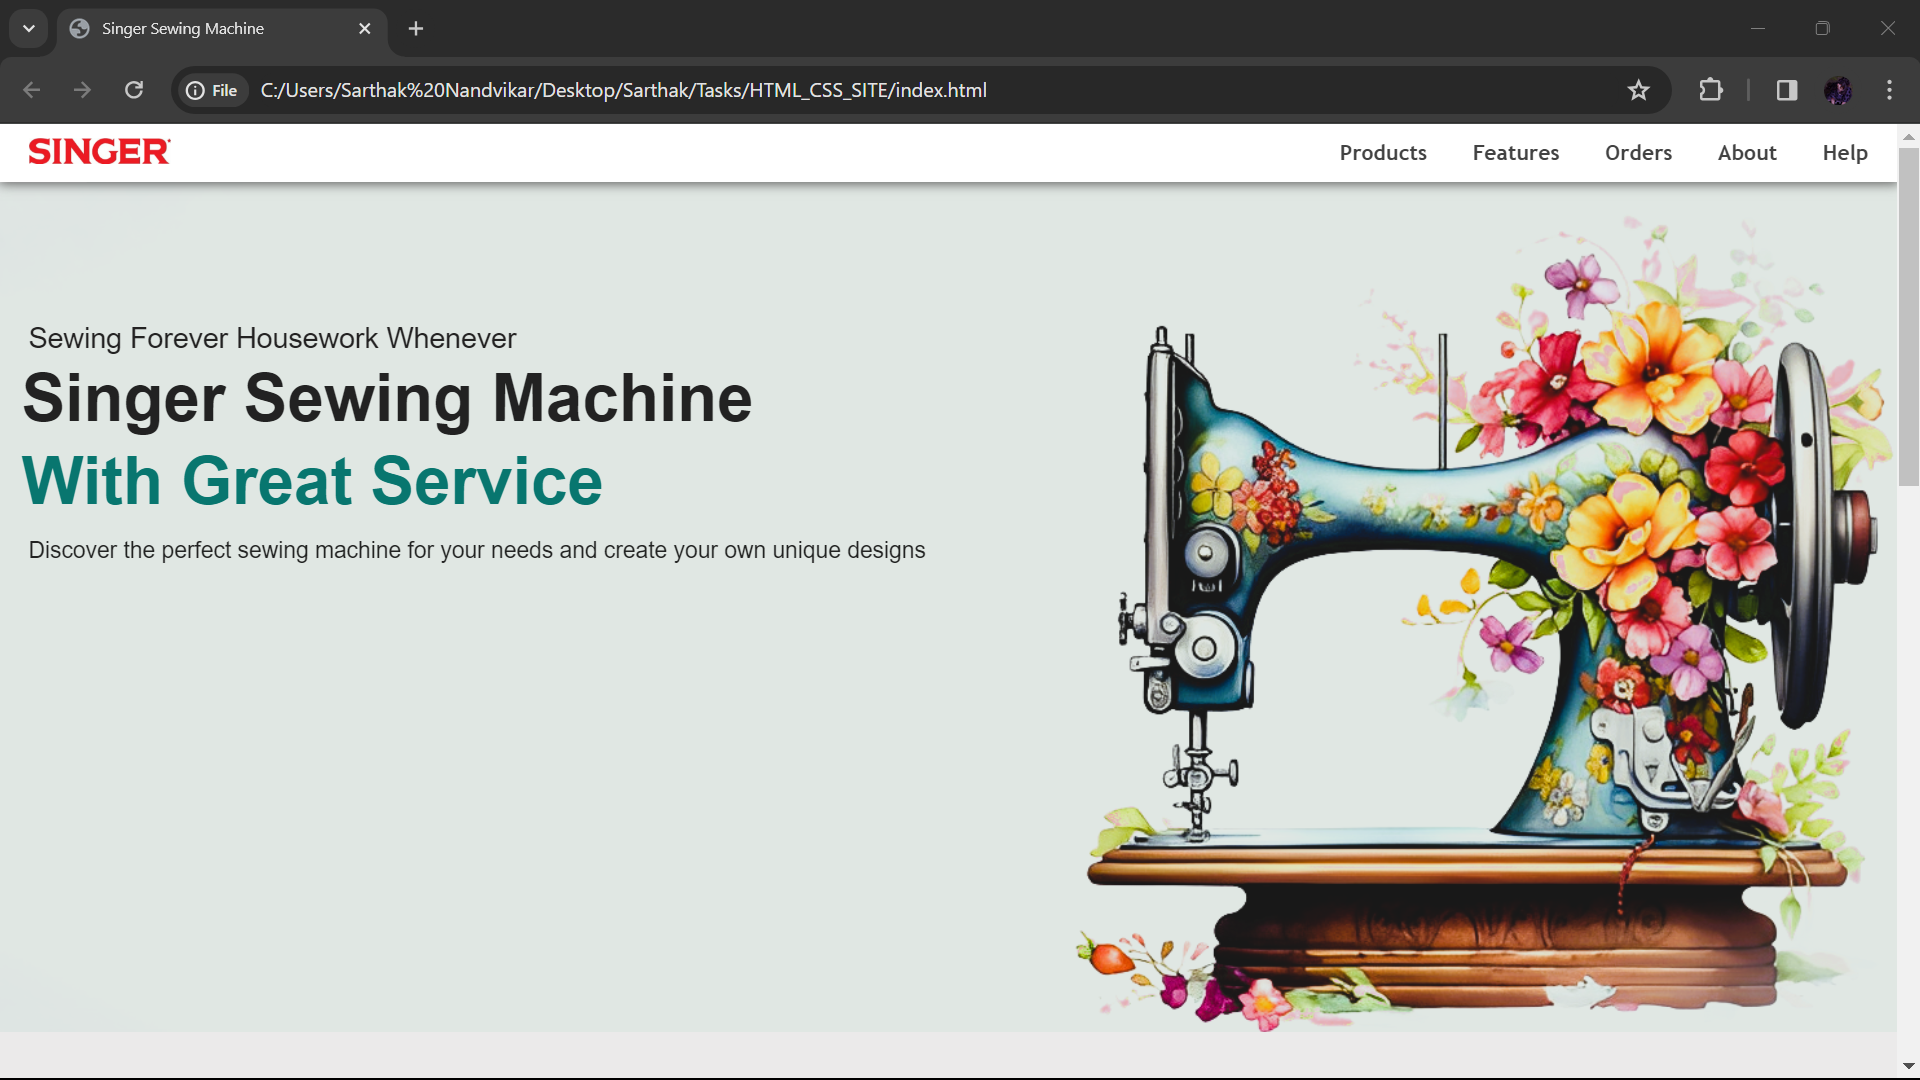 Singer Sewing Machine
File C:/Users/Sarthak%20Nandvikar/Desktop/Sarthak/Tasks/HTML_CSS_SITE/index.html
SINGER Products Features Orders About Help
Sewing Forever Housework Whenever
Singer Sewing Machine
With Great Service
Discover the perfect sewing machine for your needs and create your own unique designs